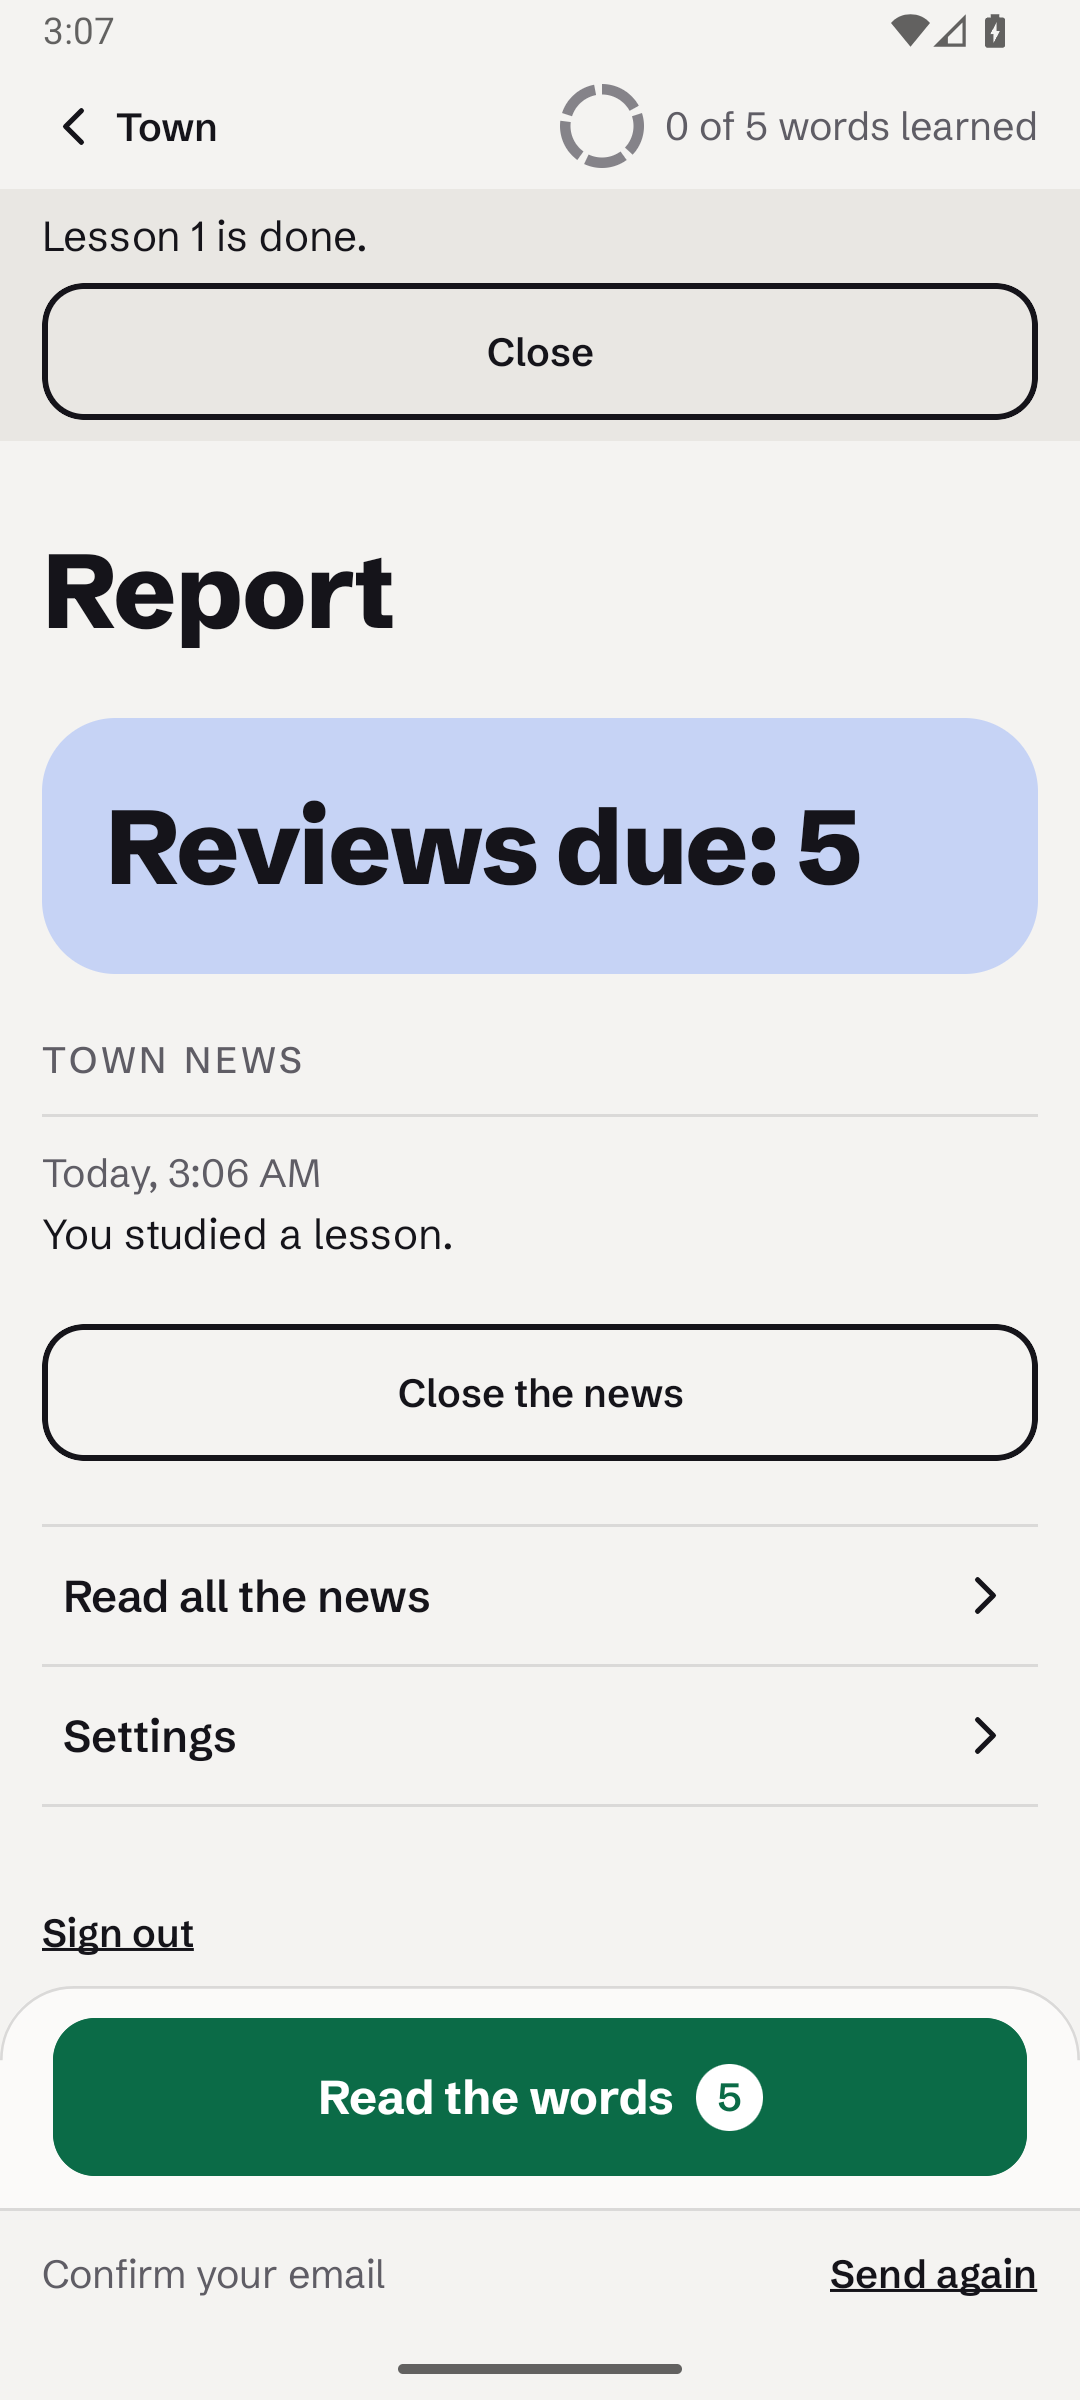 3:07
Town
0 of 5 words learned
Lesson 1 is done.
Close
Report
Reviews due: 5
TOWN NEWS
Today, 3:06 AM
You studied a lesson.
Close the news
Read all the news
Settings
Sign out
Read the words 5
Confirm your email
Send again